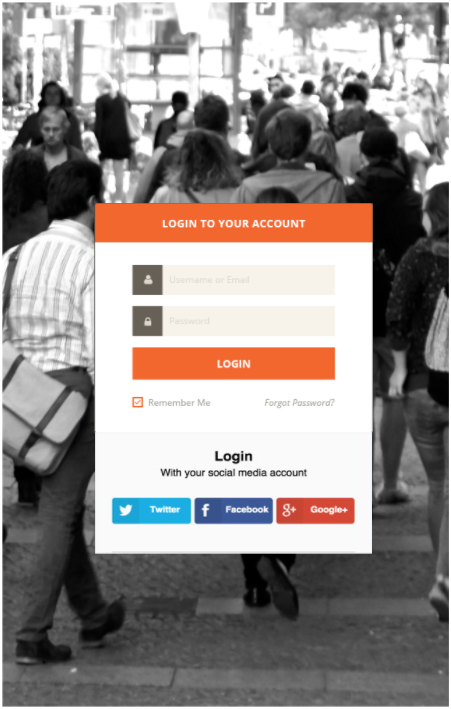 P
LOGIN TO YOUR ACCOUNT
Username or Email
Password
LOGIN
Remember Me Forgot Password?
Login
With your social media account
Twitter Facebook Google+